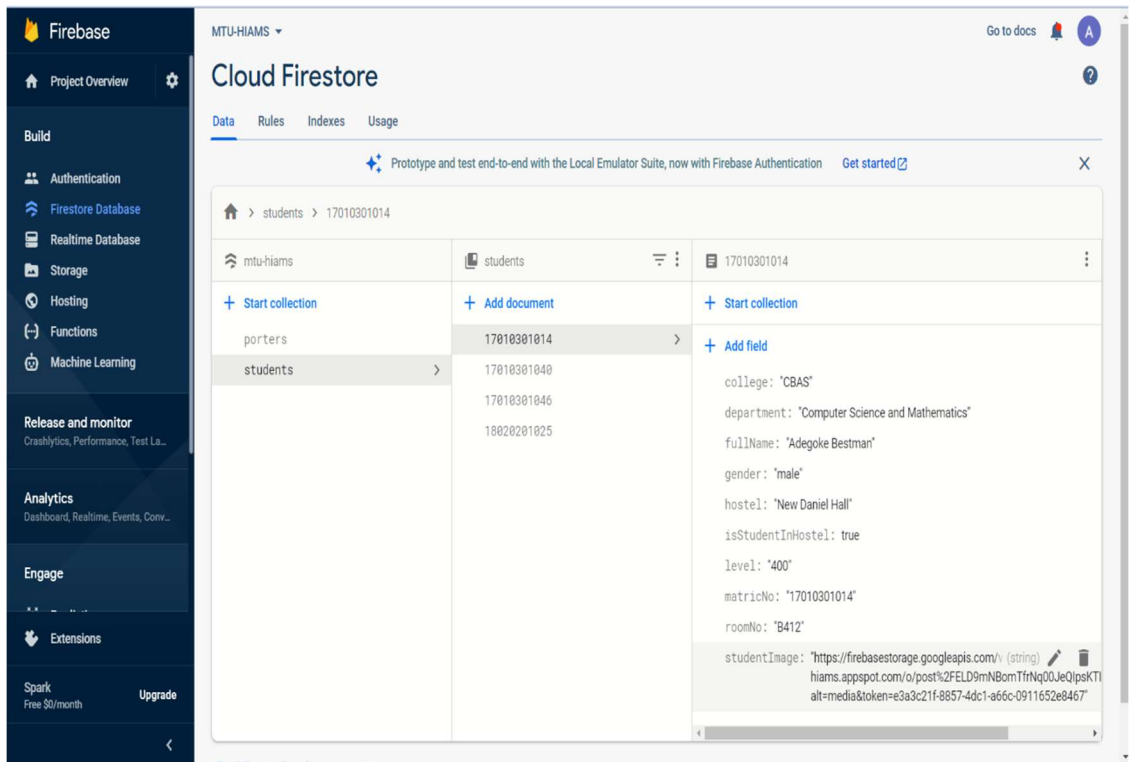 Firebase
MTU-HIAMS
Go to docs
A
Project Overview
Cloud Firestore
Data Rules Indexes Usage
Build
Prototype and test end-to-end with the Local Emulator Suite, now with Firebase Authentication Get started
Authentication
Firestore Database
Realtime Database
Storage
Hosting
Functions
Machine Learning
Release and monitor
Crashlytics, Performance, Test La...
Analytics
Dashboard, Realtime, Events, Conv...
Engage
Extensions
Spark
Free $0/month
Upgrade
students > 17010301014
mtu-hiams
+ Start collection
porters
students
students
+ Add document
17010301014
17010301040
17010301046
18020201025
17010301014
+ Start collection
+ Add field
college: "CBAS"
department: "Computer Science and Mathematics"
fullName: "Adegoke Bestman"
gender: "male"
hostel: "New Daniel Hall"
isStudentInHostel: true
level: "400"
matricNo: "17010301014"
roomNo: "B412"
studentImage: "https://firebasestorage.googleapis.com/v (string)
hiams.appspot.com/o/post%2FELD9mNBomTfrNq00JeQIpsKTI
alt=media&token=e3a3c21f-8857-4dc1-a66c-0911652e8467"